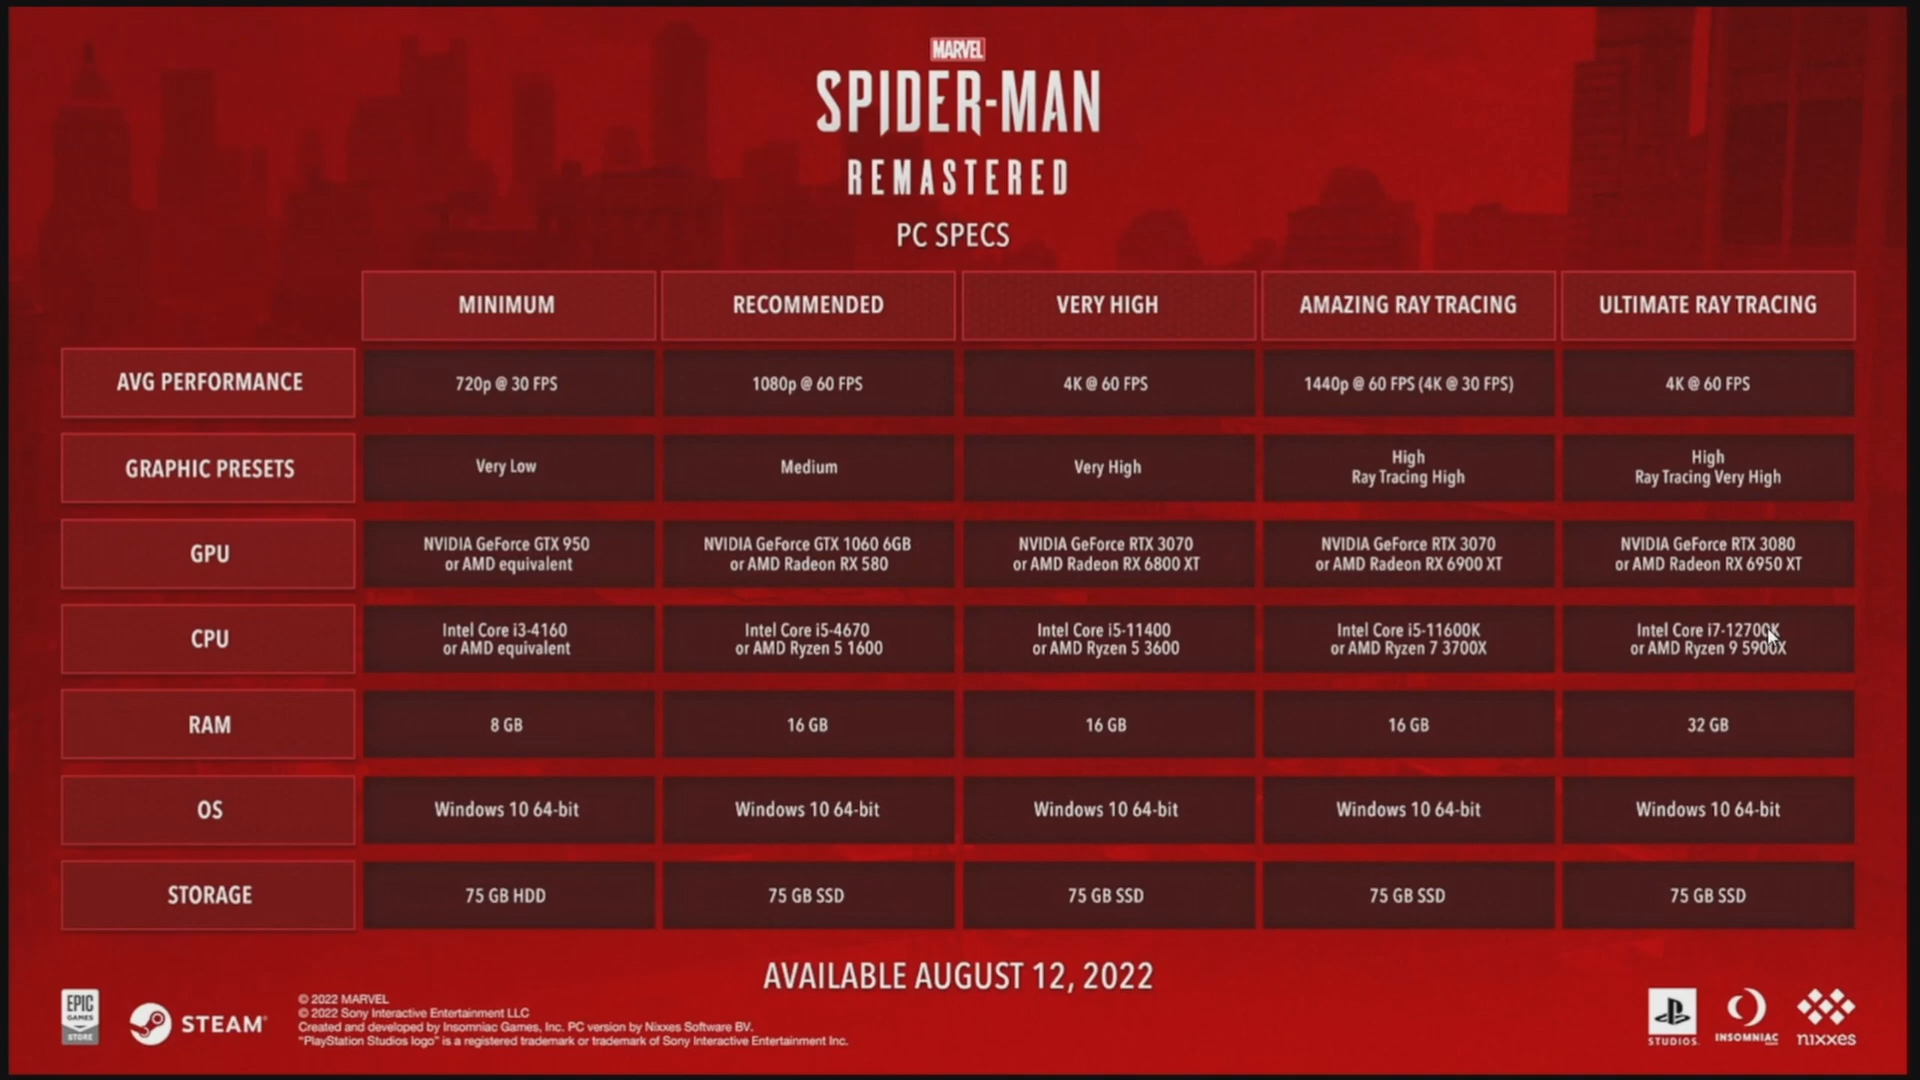 MARVEL
SPIDER-MAN
REMASTERED
PC SPECS
MINIMUM RECOMMENDED VERY HIGH AMAZING RAY TRACING ULTIMATE RAY TRACING
AVG PERFORMANCE 720p @ 30 FPS 1080p @ 60 FPS 4K @ 60 FPS 1440p @ 60 FPS (4K @ 30 FPS) 4K @ 60 FPS
GRAPHIC PRESETS Very Low Medium Very High High Ray Tracing High High Ray Tracing Very High
GPU NVIDIA GeForce GTX 950 or AMD equivalent NVIDIA GeForce GTX 1060 6GB or AMD Radeon RX 580 NVIDIA GeForce RTX 3070 or AMD Radeon RX 6800 XT NVIDIA GeForce RTX 3070 or AMD Radeon RX 6900 XT NVIDIA GeForce RTX 3080 or AMD Radeon RX 6950 XT
CPU Intel Core i3-4160 or AMD equivalent Intel Core i5-4670 or AMD Ryzen 5 1600 Intel Core i5-11400 or AMD Ryzen 5 3600 Intel Core i5-11600K or AMD Ryzen 7 3700X Intel Core i7-12700K or AMD Ryzen 9 5900X
RAM 8 GB 16 GB 16 GB 16 GB 32 GB
OS Windows 10 64-bit Windows 10 64-bit Windows 10 64-bit Windows 10 64-bit Windows 10 64-bit
STORAGE 75 GB HDD 75 GB SSD 75 GB SSD 75 GB SSD 75 GB SSD
AVAILABLE AUGUST 12, 2022
EPIC
GAMES
STORE
STEAM
© 2022 MARVEL
© 2022 Sony Interactive Entertainment LLC
Created and developed by Insomniac Games, Inc. PC version by Nixxes Software BV.
"PlayStation Studios logo" is a registered trademark or trademark of Sony Interactive Entertainment Inc.
STUDIOS
INSOMNIAC
nixxes